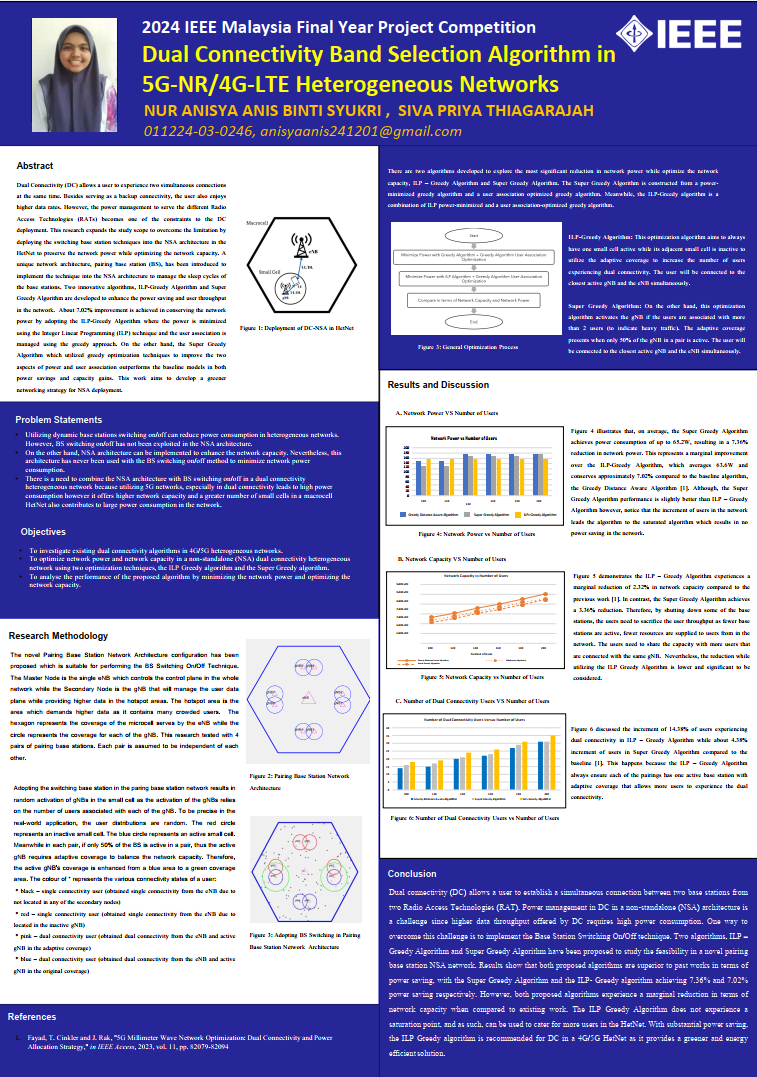 2024 IEEE Malaysia Final Year Project Competition
IEEE
Dual Connectivity Band Selection Algorithm in
5G-NR/4G-LTE Heterogeneous Networks
NUR ANISYA ANIS BINTI SYUKRI , SIVA PRIYA THIAGARAJAH
011224-03-0246, anisyaanis241201@gmail.com
Abstract
Dual Connectivity (DC) allows a user to experience two simultaneous connections
at the same time. Besides serving as a backup connectivity, the user also enjoys
higher data rates. However, the power management to serve the different Radio
Access Technologies (RATs) becomes one of the constraints to the DC
deployment. This research expands the study scope to overcome the limitation by
deploying the switching base station techniques into the NSA architecture in the
HetNet to preserve the network power while optimizing the network capacity. A
unique network architecture, pairing base station (BS), has been introduced to
implement the technique into the NSA architecture to manage the sleep cycles of
the base stations. Two innovative algorithms, ILP-Greedy Algorithm and Super
Greedy Algorithm are developed to enhance the power saving and user throughput
in the network. About 7.02% improvement is achieved in conserving the network
power by adopting the ILP-Greedy Algorithm where the power is minimized
using the Integer Linear Programming (ILP) technique and the user association is
managed using the greedy approach. On the other hand, the Super Greedy
Algorithm which utilized greedy optimization techniques to improve the two
aspects of power and user association outperforms the baseline models in both
power savings and capacity gains. This work aims to develop a greener
networking strategy for NSA deployment.
Macrocell
eNB
Small Cell
gNB
Figure 1: Deployment of DC-NSA in HetNet
Problem Statements
• Utilizing dynamic base stations switching on/off can reduce power consumption in heterogeneous networks.
However, BS switching on/off has not been exploited in the NSA architecture.
• On the other hand, NSA architecture can be implemented to enhance the network capacity. Nevertheless, this
architecture has never been used with the BS switching on/off method to minimize network power
consumption.
• There is a need to combine the NSA architecture with BS switching on/off in a dual connectivity
heterogeneous network because utilizing 5G networks, especially in dual connectivity leads to high power
consumption however it offers higher network capacity and a greater number of small cells in a macrocell
HetNet also contributes to large power consumption in the network.
Objectives
• To investigate existing dual connectivity algorithms in 4G/5G heterogeneous networks.
• To optimize network power and network capacity in a non-standalone (NSA) dual connectivity heterogeneous
network using two optimization techniques, the ILP Greedy algorithm and the Super Greedy algorithm.
• To analyse the performance of the proposed algorithm by minimizing the network power and optimizing the
network capacity.
Research Methodology
The novel Pairing Base Station Network Architecture configuration has been
proposed which is suitable for performing the BS Switching On/Off Technique.
The Master Node is the single eNB which controls the control plane in the whole
network while the Secondary Node is the gNB that will manage the user data
plane while providing higher data in the hotspot areas. The hotspot area is the
area which demands higher data as it contains many crowded users. The
hexagon represents the coverage of the microcell serves by the eNB while the
circle represents the coverage for each of the gNB. This research tested with 4
pairs of pairing base stations. Each pair is assumed to be independent of each
other.
Figure 2: Pairing Base Station Network
Architecture
Adopting the switching base station in the paring base station network results in
random activation of gNBs in the small cell as the activation of the gNBs relies
on the number of users associated with each of the gNB. To be precise in the
real-world application, the user distributions are random. The red circle
represents an inactive small cell. The blue circle represents an active small cell.
Meanwhile in each pair, if only 50% of the BS is active in a pair, thus the active
gNB requires adaptive coverage to balance the network capacity. Therefore,
the active gNB's coverage is enhanced from a blue area to a green coverage
area. The colour of * represents the various connectivity states of a user:
* black – single connectivity user (obtained single connectivity from the eNB due to
not located in any of the secondary nodes)
* red – single connectivity user (obtained single connectivity from the eNB due to
located in the inactive gNB)
* pink – dual connectivity user (obtained dual connectivity from the eNB and active
gNB in the adaptive coverage)
* blue – dual connectivity user (obtained dual connectivity from the eNB and active
gNB in the original coverage)
Figure 3: Adopting BS Switching in Pairing
Base Station Network Architecture
References
1. Fayad, T. Cinkler and J. Rak, "5G Millimeter Wave Network Optimization: Dual Connectivity and Power
Allocation Strategy," in IEEE Access, 2023, vol. 11, pp. 82079-82094
There are two algorithms developed to explore the most significant reduction in network power while optimize the network
capacity, ILP – Greedy Algorithm and Super Greedy Algorithm. The Super Greedy Algorithm is constructed from a power-
minimized greedy algorithm and a user association optimized greedy algorithm. Meanwhile, the ILP-Greedy algorithm is a
combination of ILP power-minimized and a user association-optimized greedy algorithm.
Start
Minimize Power with Greedy Algorithm + Greedy Algorithm User Association
Optimization
Minimize Power with ILP Algorithm + Greedy Algorithm User Association
Optimization
Compare in terms of Network Capacity and Network Power
End
Figure 3: General Optimization Process
ILP-Greedy Algorithm: This optimization algorithm aims to always
have one small cell active while its adjacent small cell is inactive to
utilize the adaptive coverage to increase the number of users
experiencing dual connectivity. The user will be connected to the
closest active gNB and the eNB simultaneously.
Super Greedy Algorithm: On the other hand, this optimization
algorithm activates the gNB if the users are associated with more
than 2 users (to indicate heavy traffic). The adaptive coverage
presents when only 50% of the gNB in a pair is active. The user will
be connected to the closest active gNB and the eNB simultaneously.
Results and Discussion
A. Network Power VS Number of Users
Network Power vs Number of Users
Greedy Distance Aware Algorithm
Super Greedy Algorithm
ILP-Greedy Algorithm
Figure 4: Network Power vs Number of Users
Figure 4 illustrates that, on average, the Super Greedy Algorithm
achieves power consumption of up to 65.2W, resulting in a 7.36%
reduction in network power. This represents a marginal improvement
over the ILP-Greedy Algorithm, which averages 63.6W and
conserves approximately 7.02% compared to the baseline algorithm,
the Greedy Distance Aware Algorithm [1]. Although, the Super
Greedy Algorithm performance is slightly better than ILP – Greedy
Algorithm however, notice that the increment of users in the network
leads the algorithm to the saturated algorithm which results in no
power saving in the network.
B. Network Capacity VS Number of Users
Network Capacity vs Number of Users
Figure 5: Network Capacity vs Number of Users
Figure 5 demonstrates the ILP – Greedy Algorithm experiences a
marginal reduction of 2.32% in network capacity compared to the
previous work [1]. In contrast, the Super Greedy Algorithm achieves
a 3.36% reduction. Therefore, by shutting down some of the base
stations, the users need to sacrifice the user throughput as fewer base
stations are active, fewer resources are supplied to users from in the
network. The users need to share the capacity with more users that
are connected with the same gNB. Nevertheless, the reduction while
utilizing the ILP Greedy Algorithm is lower and significant to be
considered.
C. Number of Dual Connectivity Users VS Number of Users
Number of Dual Connectivity Users Versus Number of Users
Figure 6: Number of Dual Connectivity Users vs Number of Users
Figure 6 discussed the increment of 14.38% of users experiencing
dual connectivity in ILP – Greedy Algorithm while about 4.38%
increment of users in Super Greedy Algorithm compared to the
baseline [1]. This happens because the ILP – Greedy Algorithm
always ensure each of the pairings has one active base station with
adaptive coverage that allows more users to experience the dual
connectivity.
Conclusion
Dual connectivity (DC) allows a user to establish a simultaneous connection between two base stations from
two Radio Access Technologies (RAT). Power management in DC in a non-standalone (NSA) architecture is
a challenge since higher data throughput offered by DC requires high power consumption. One way to
overcome this challenge is to implement the Base Station Switching On/Off technique. Two algorithms, ILP –
Greedy Algorithm and Super Greedy Algorithm have been proposed to study the feasibility in a novel pairing
base station NSA network. Results show that both proposed algorithms are superior to past works in terms of
power saving, with the Super Greedy Algorithm and the ILP- Greedy algorithm achieving 7.36% and 7.02%
power saving respectively. However, both proposed algorithms experience a marginal reduction in terms of
network capacity when compared to existing work. The ILP Greedy Algorithm does not experience a
saturation point, and as such, can be used to cater for more users in the HetNet. With substantial power saving,
the ILP Greedy algorithm is recommended for DC in a 4G/5G HetNet as it provides a greener and energy
efficient solution.